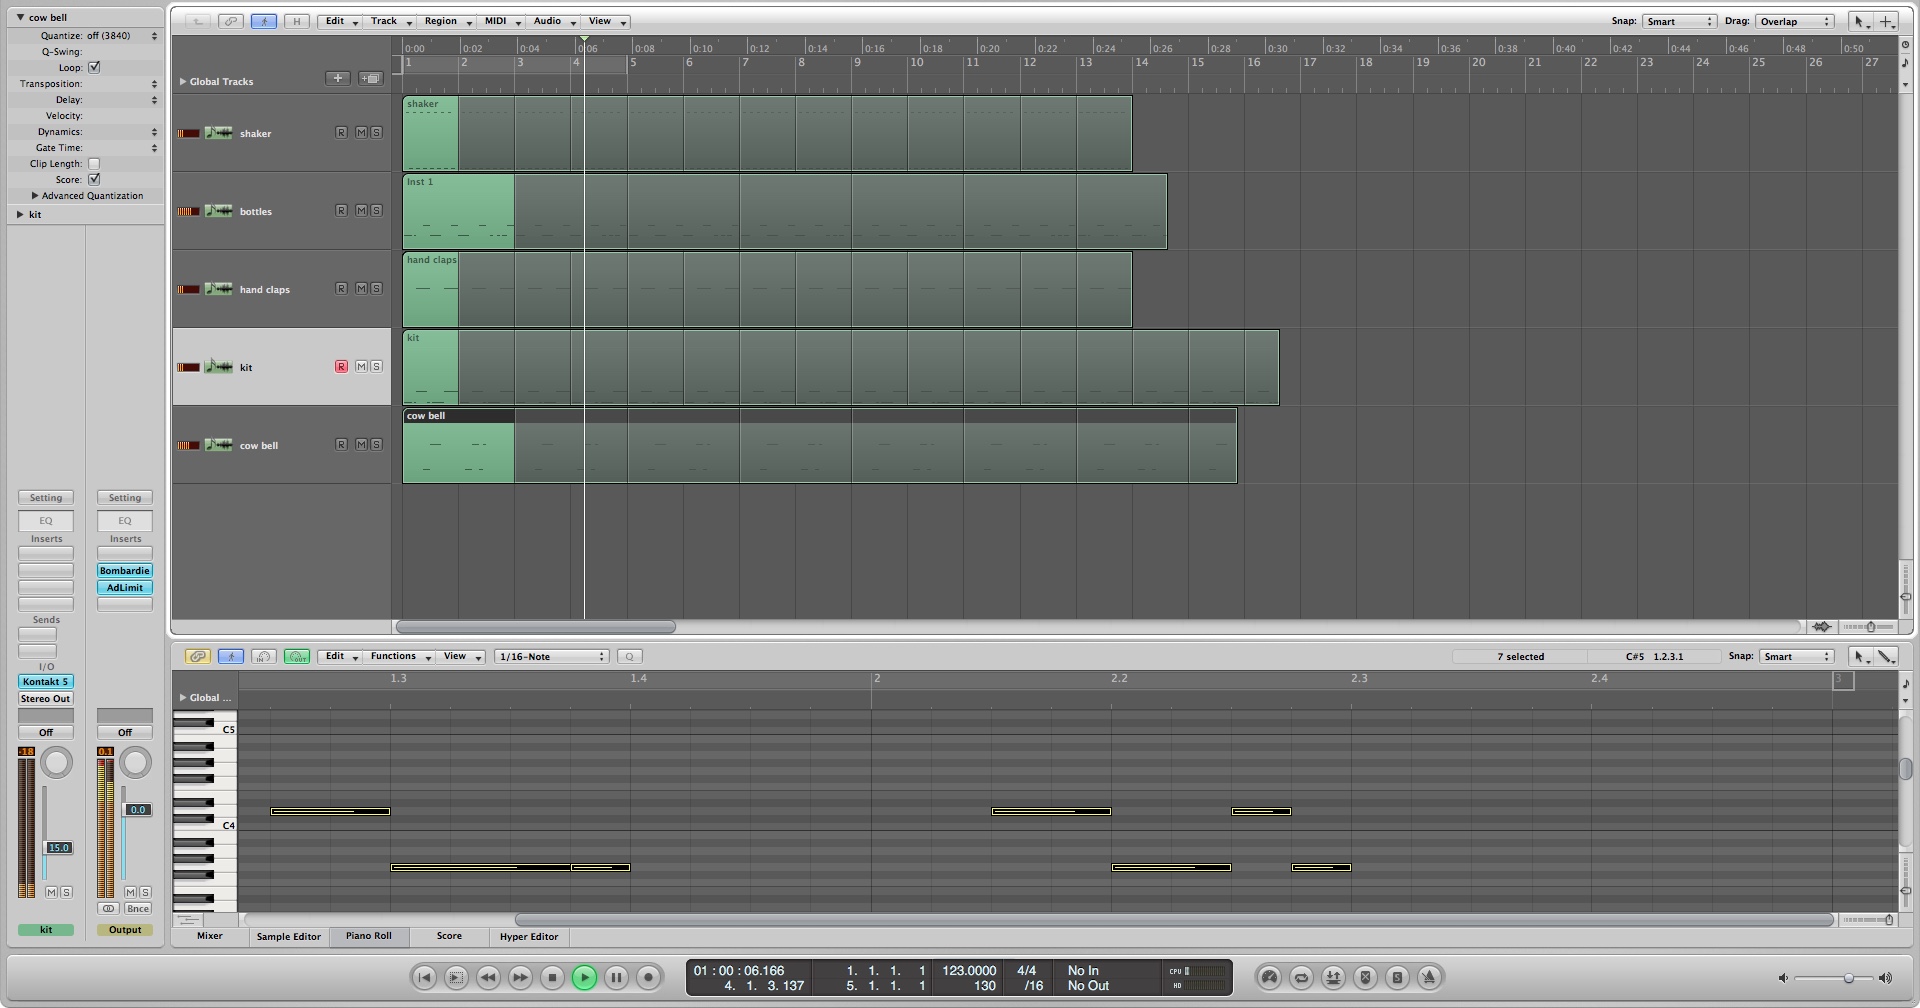 cow bell
Quantize: off (3840)
Q-Swing:
Loop:
Transposition:
Delay:
Velocity:
Dynamics:
Gate Time:
Clip Length:
Score:
Advanced Quantization
kit
Setting Setting
EQ EQ
Inserts Inserts
Bombardie
AdLimit
Sends
I/O
Kontakt 5
Stereo Out
Off Off
-18 0.1
0.0
15.0
M S M S
Bnce
kit Output
H Edit Track Region MIDI Audio View Snap: Smart Drag: Overlap
0:00 0:02 0:04 0:06 0:08 0:10 0:12 0:14 0:16 0:18 0:20 0:22 0:24 0:26 0:28 0:30 0:32 0:34 0:36 0:38 0:40 0:42 0:44 0:46 0:48 0:50
1 2 3 4 5 6 7 8 9 10 11 12 13 14 15 16 17 18 19 20 21 22 23 24 25 26 27
Global Tracks
shaker
shaker R M S
Inst 1
bottles R M S
hand claps
hand claps R M S
kit
kit R M S
cow bell
cow bell R M S
IN OUT Edit Functions View 1/16-Note Q 7 selected C#5 1.2.3.1 Snap: Smart
1.3 1.4 2 2.2 2.3 2.4 3
Global ...
C5
C4
Mixer Sample Editor Piano Roll Score Hyper Editor
01 : 00 : 06.166 1. 1. 1. 1 123.0000 4/4 No In CPU
4. 1. 3. 137 5. 1. 1. 1 130 /16 No Out HD
S